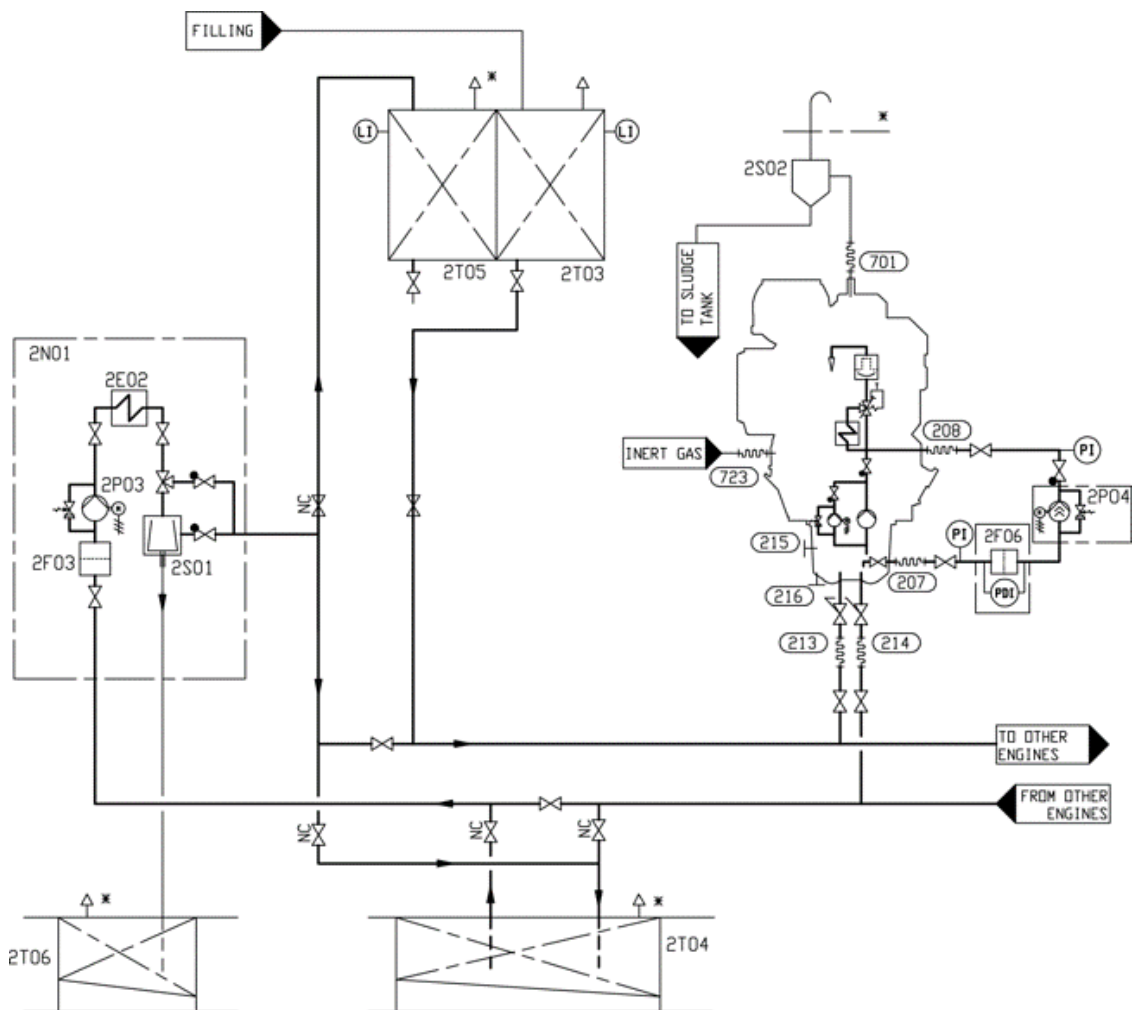 FILLING
*
*
LI
LI
2S02
2T05
2T03
701
TO SLUDGE
TANK
2N01
2E02
208
INERT GAS
PI
723
NC
2P03
2P04
PI
2F06
215
2F03
2S01
207
216
PDI
213
214
TO OTHER
ENGINES
FROM OTHER
ENGINES
NC
NC
NC
*
*
2T06
2T04